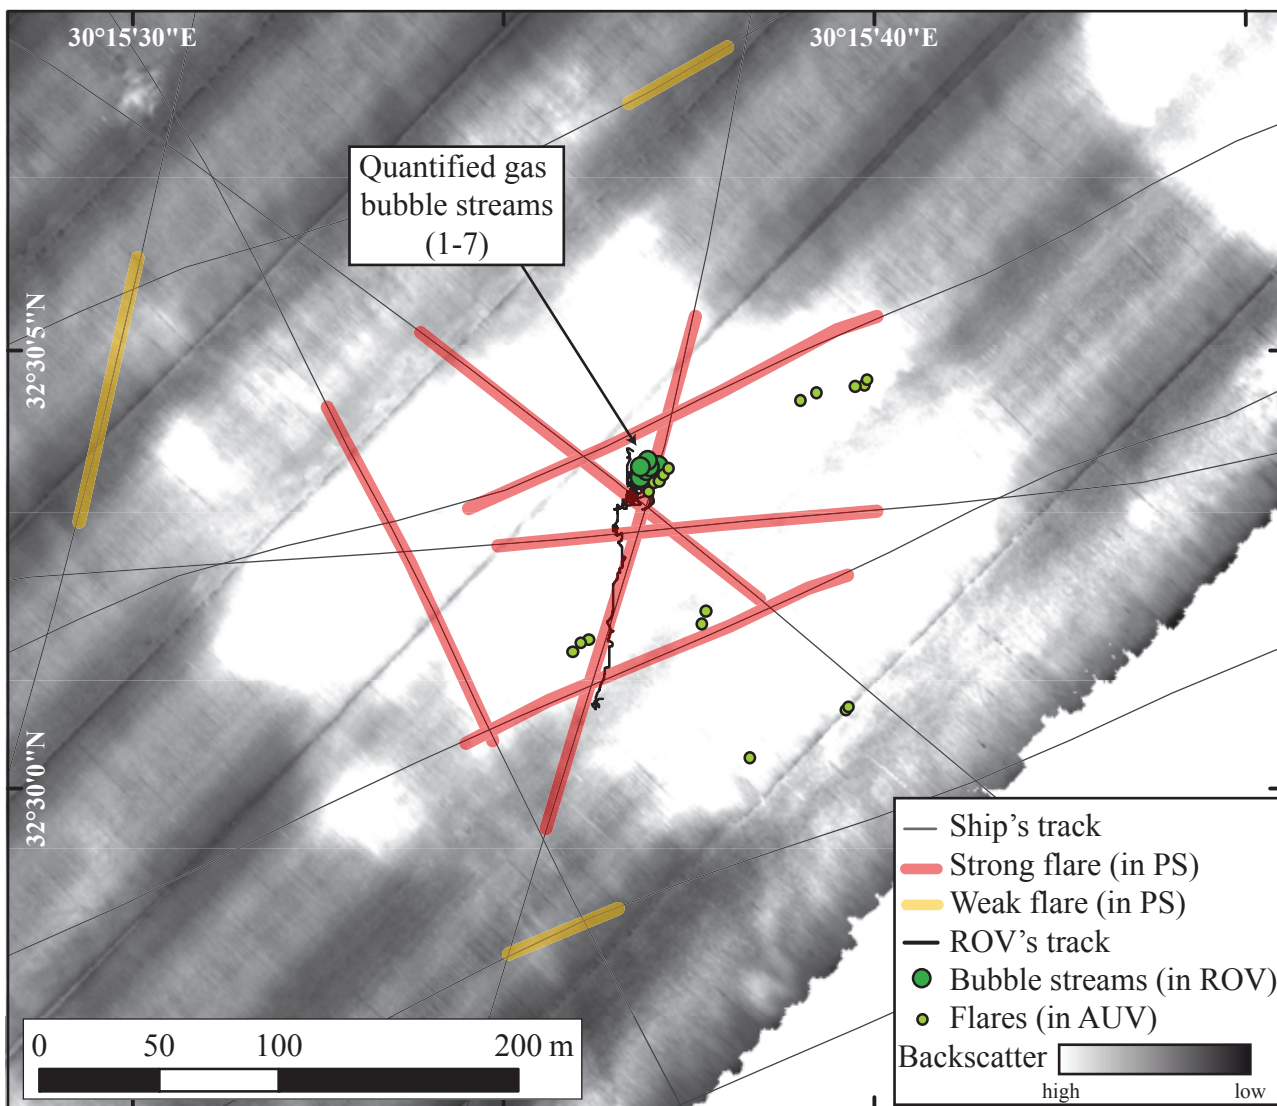 30°15'30"E
30°15'40"E
Quantified gas
bubble streams
(1-7)
32°30'5"N
32°30'0"N
Ship's track
Strong flare (in PS)
Weak flare (in PS)
ROV's track
Bubble streams (in ROV)
Flares (in AUV)
Backscatter
high low
0 50 100 200 m